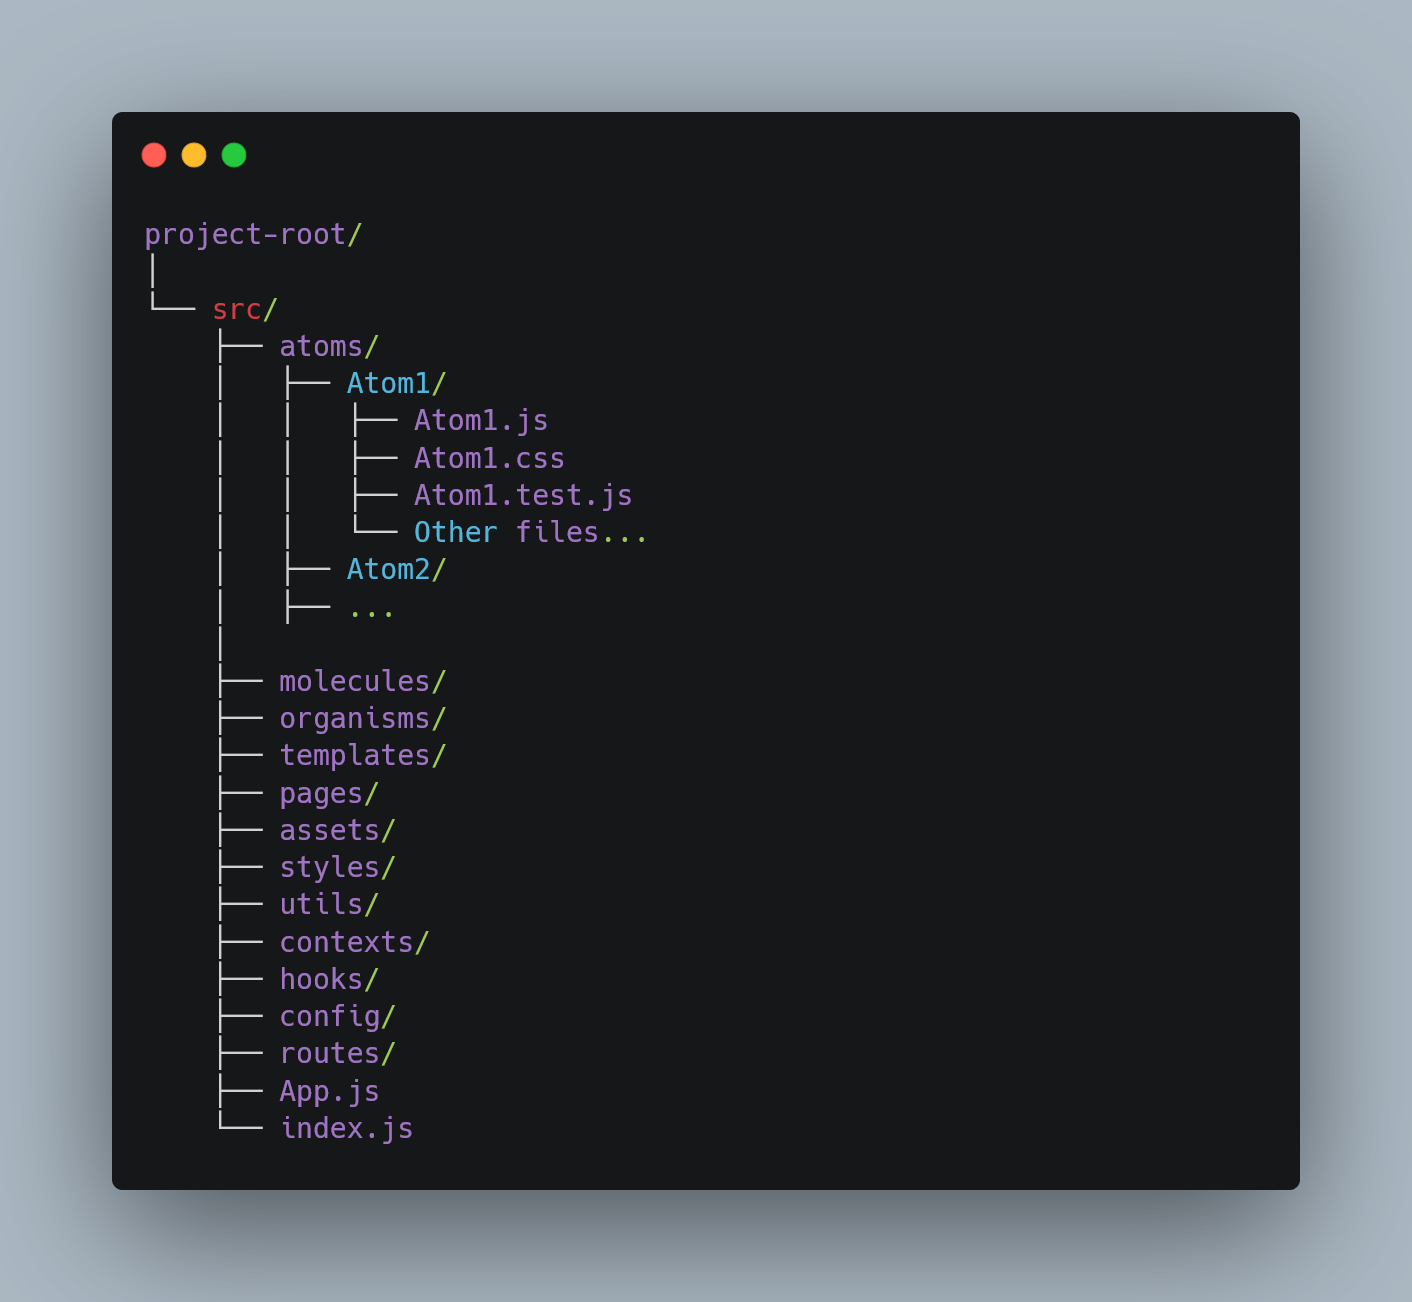 project-root/
│
└── src/
    ├── atoms/
    │   ├── Atom1/
    │   │   ├── Atom1.js
    │   │   ├── Atom1.css
    │   │   ├── Atom1.test.js
    │   │   └── Other files...
    │   ├── Atom2/
    │   ├── ...
    │
    ├── molecules/
    ├── organisms/
    ├── templates/
    ├── pages/
    ├── assets/
    ├── styles/
    ├── utils/
    ├── contexts/
    ├── hooks/
    ├── config/
    ├── routes/
    ├── App.js
    └── index.js